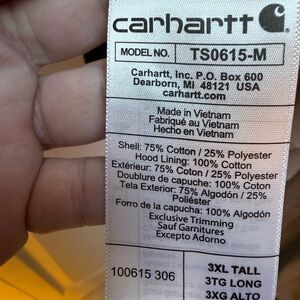 carhartt
MODEL NO. TS0615-M
Carhartt, Inc. P.O. Box 600
Dearborn, MI 48121 USA
carhartt.com
Made in Vietnam
Fabriqué au Vietnam
Hecho en Vietnam
Shell: 75% Cotton / 25% Polyester
Hood Lining: 100% Cotton
Extérieur: 75% Coton / 25% Polyester
Doublure de capuche: 100% Coton
Tela Exterior: 75% Algodón / 25%
Poliéster
Forro de la capucha: 100% Algodón
Exclusive Trimming
Sauf Garnitures
Excepto Adorno
100615 306
3XL TALL
3TG LONG
3XG ALTO